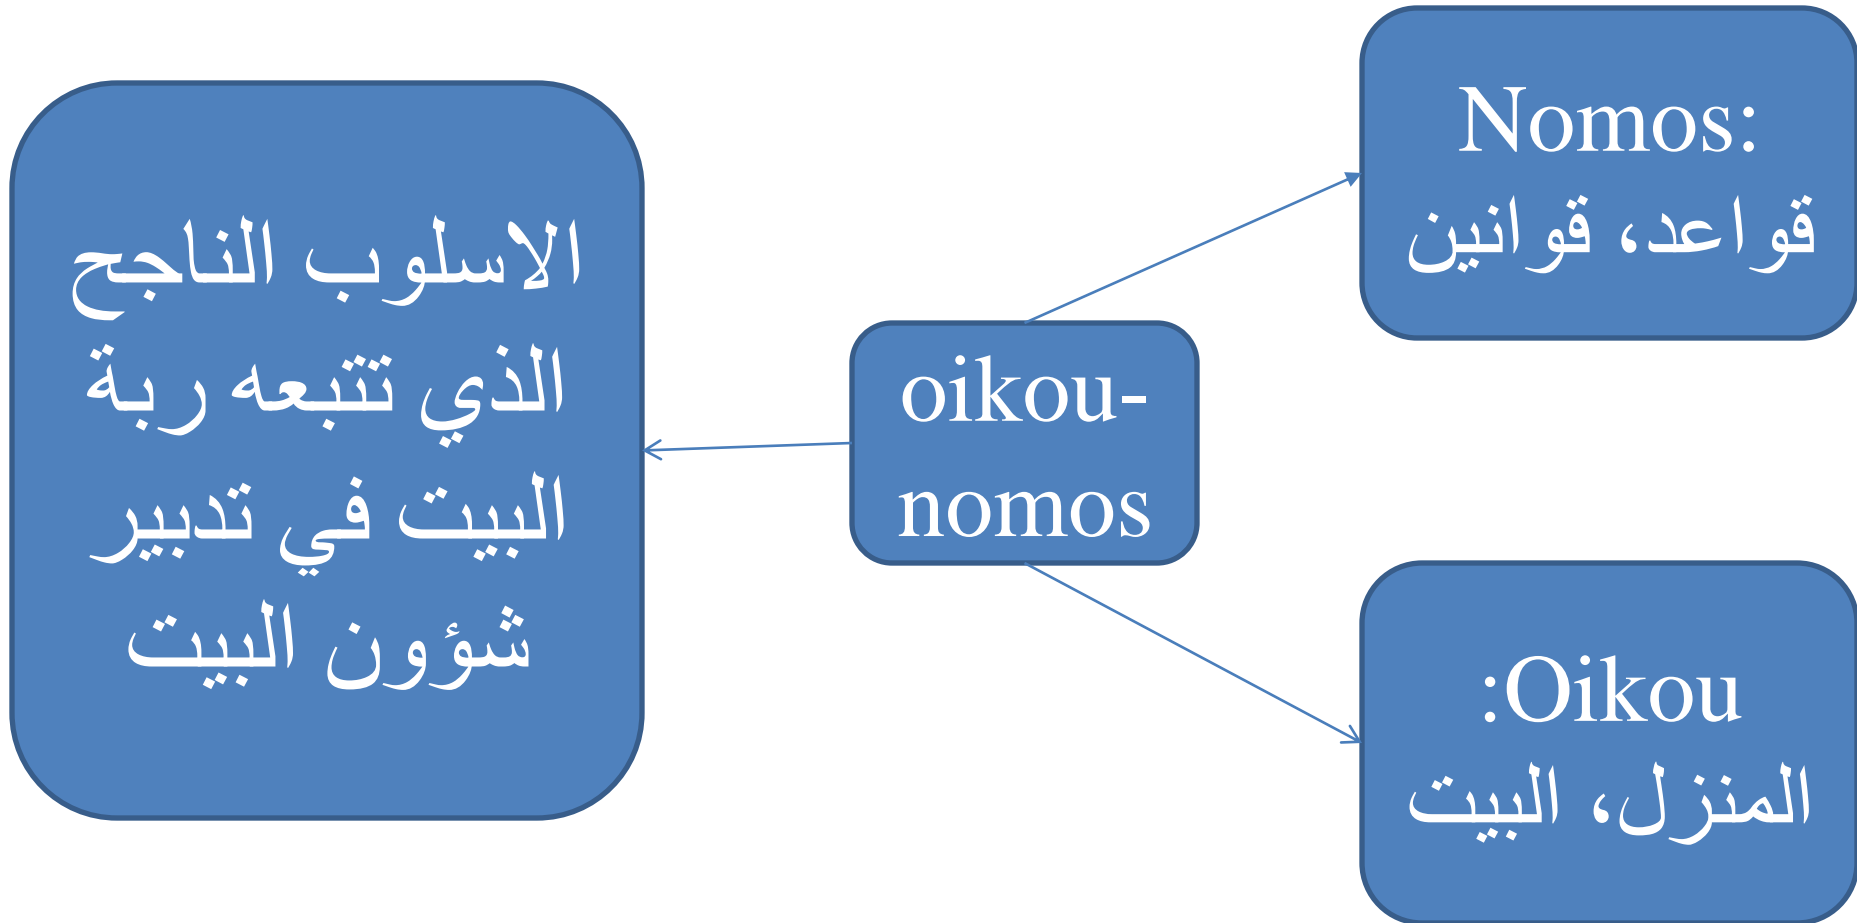 Nomos:
قواعد، قوانين
oikou-
nomos
Oikou:
المنزل، البيت
الاسلوب الناجح
الذي تتبعه ربة
البيت في تدبير
شؤون البيت